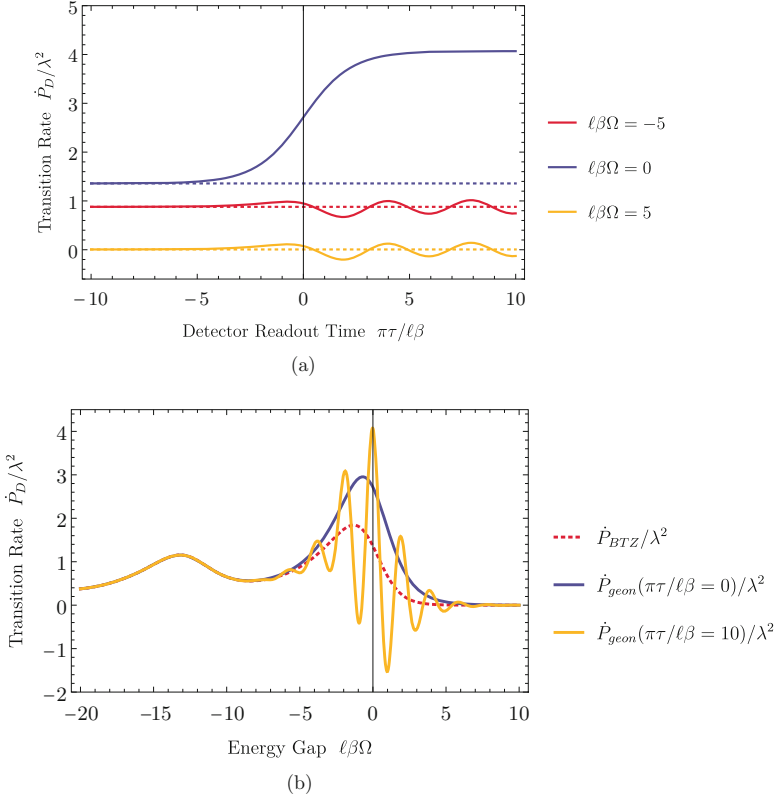 5
4
3
2
1
0
Transition Rate Ṗ_D/λ²
−10 −5 0 5 10
Detector Readout Time πτ/ℓβ
ℓβΩ = −5
ℓβΩ = 0
ℓβΩ = 5
(a)
4
3
2
1
0
−1
−2
Transition Rate Ṗ_D/λ²
−20 −15 −10 −5 0 5 10
Energy Gap ℓβΩ
Ṗ_BTZ/λ²
Ṗ_geon(πτ/ℓβ = 0)/λ²
Ṗ_geon(πτ/ℓβ = 10)/λ²
(b)